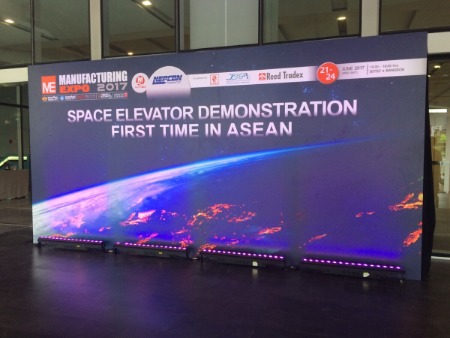 ME MANUFACTURING
EXPO 2017
NEPCON
Reed Tradex
21-24
JUNE 2017
BITEC • BANGKOK
SPACE ELEVATOR DEMONSTRATION
FIRST TIME IN ASEAN